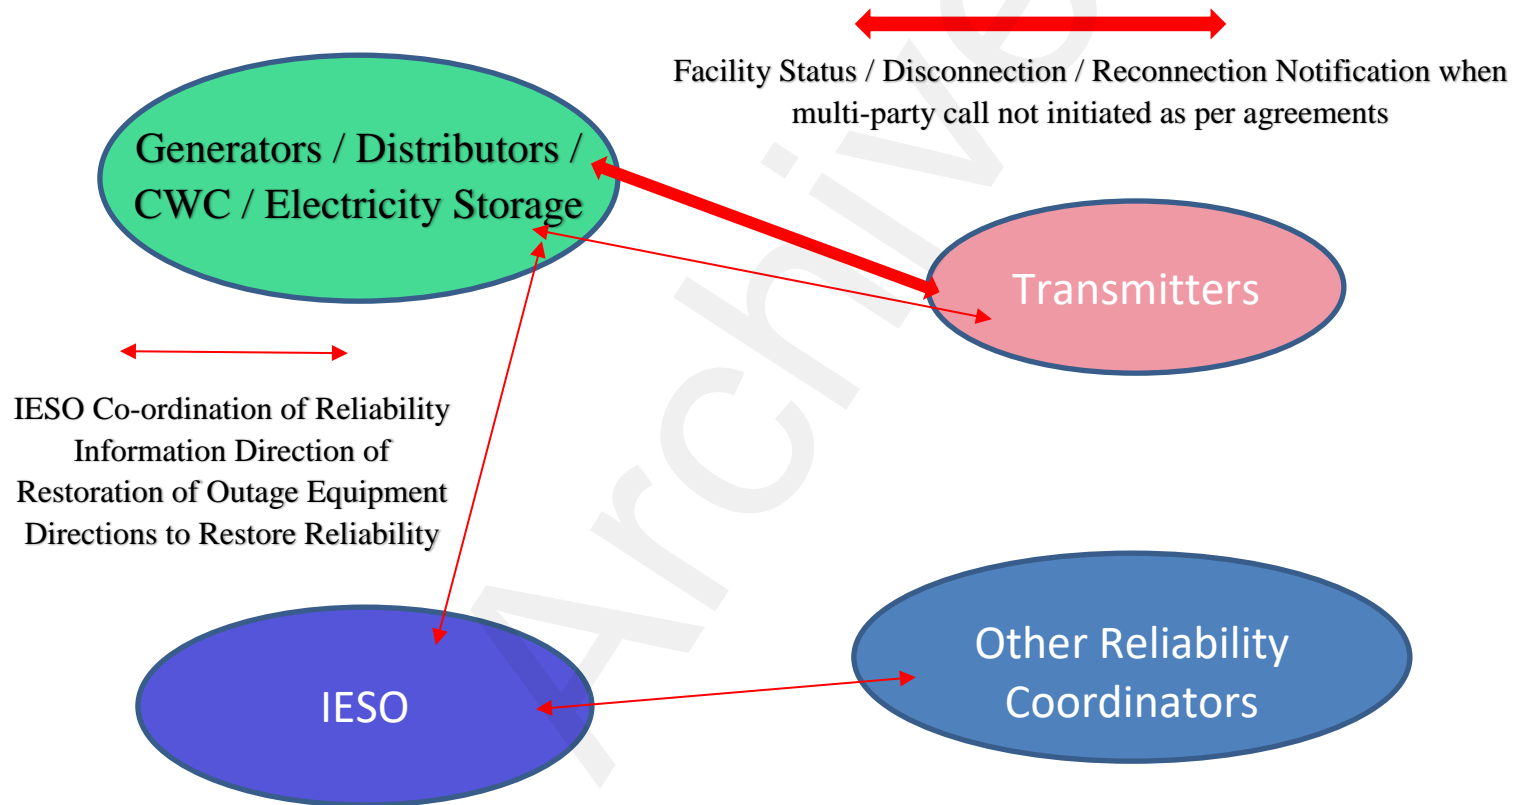 Facility Status / Disconnection / Reconnection Notification when
multi-party call not initiated as per agreements
Generators / Distributors /
CWC / Electricity Storage
Transmitters
IESO Co-ordination of Reliability
Information Direction of
Restoration of Outage Equipment
Directions to Restore Reliability
Other Reliability
Coordinators
IESO
Archive